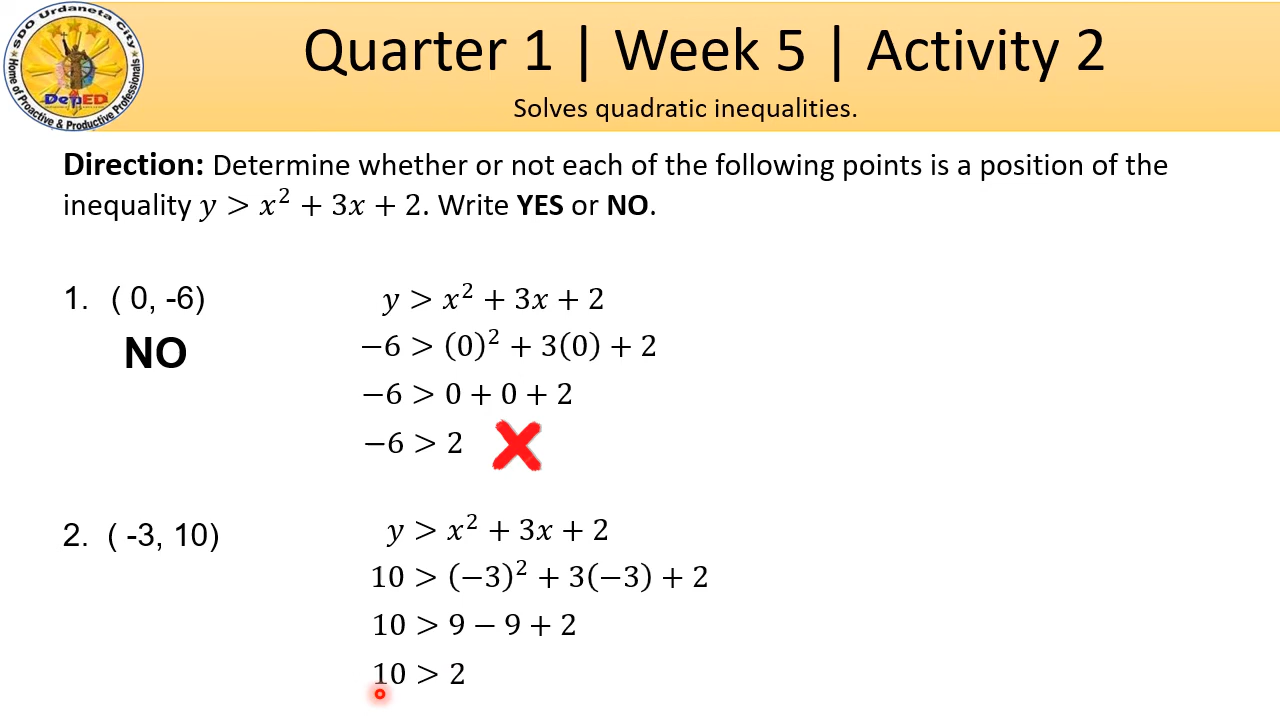 SDO Urdaneta City
Home of Proactive & Productive Professionals
DepED
Quarter 1 | Week 5 | Activity 2
Solves quadratic inequalities.
Direction: Determine whether or not each of the following points is a position of the
inequality y > x² + 3x + 2. Write YES or NO.
1. ( 0, -6)
NO
y > x² + 3x + 2
−6 > (0)² + 3(0) + 2
−6 > 0 + 0 + 2
−6 > 2
2. ( -3, 10)
y > x² + 3x + 2
10 > (−3)² + 3(−3) + 2
10 > 9 − 9 + 2
10 > 2